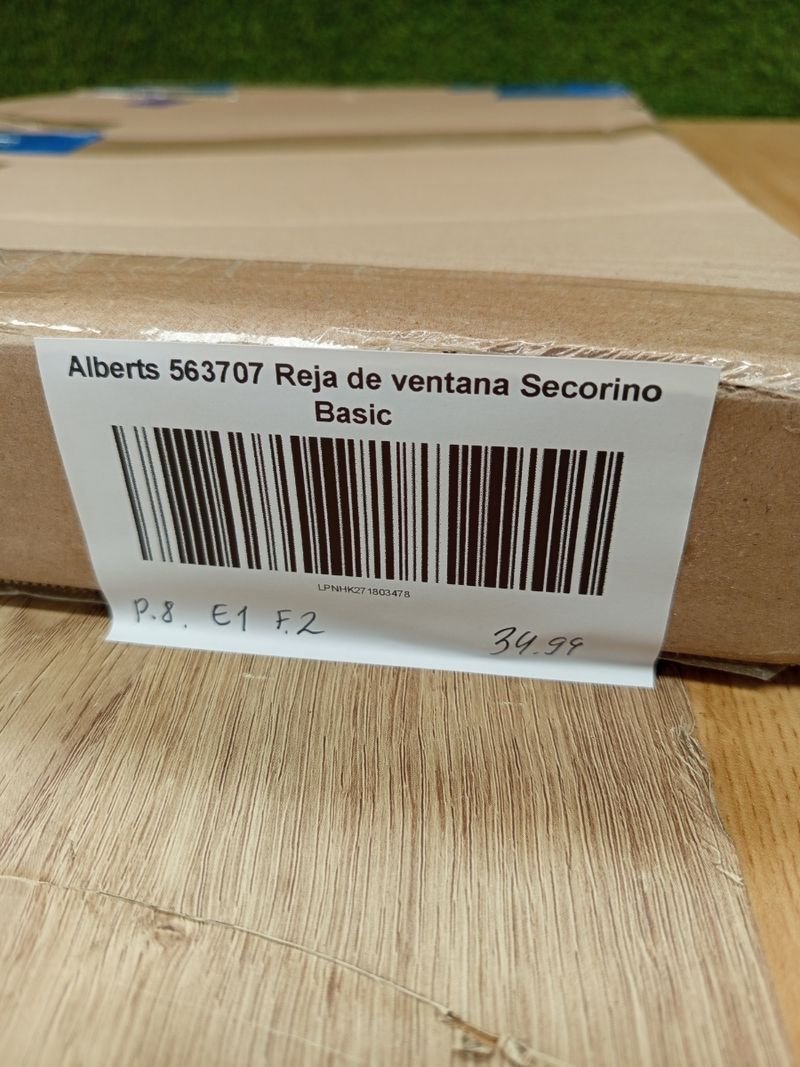 Alberts 563707 Reja de ventana Secorino
Basic
LPNHK271803478
P.8. E1 F.2 34.99